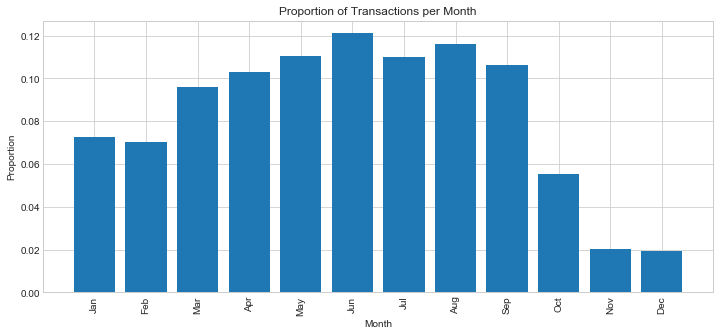 Proportion of Transactions per Month
0.12
0.10
0.08
0.06
0.04
0.02
0.00
Proportion
Jan
Feb
Mar
Apr
May
Jun
Jul
Aug
Sep
Oct
Nov
Dec
Month